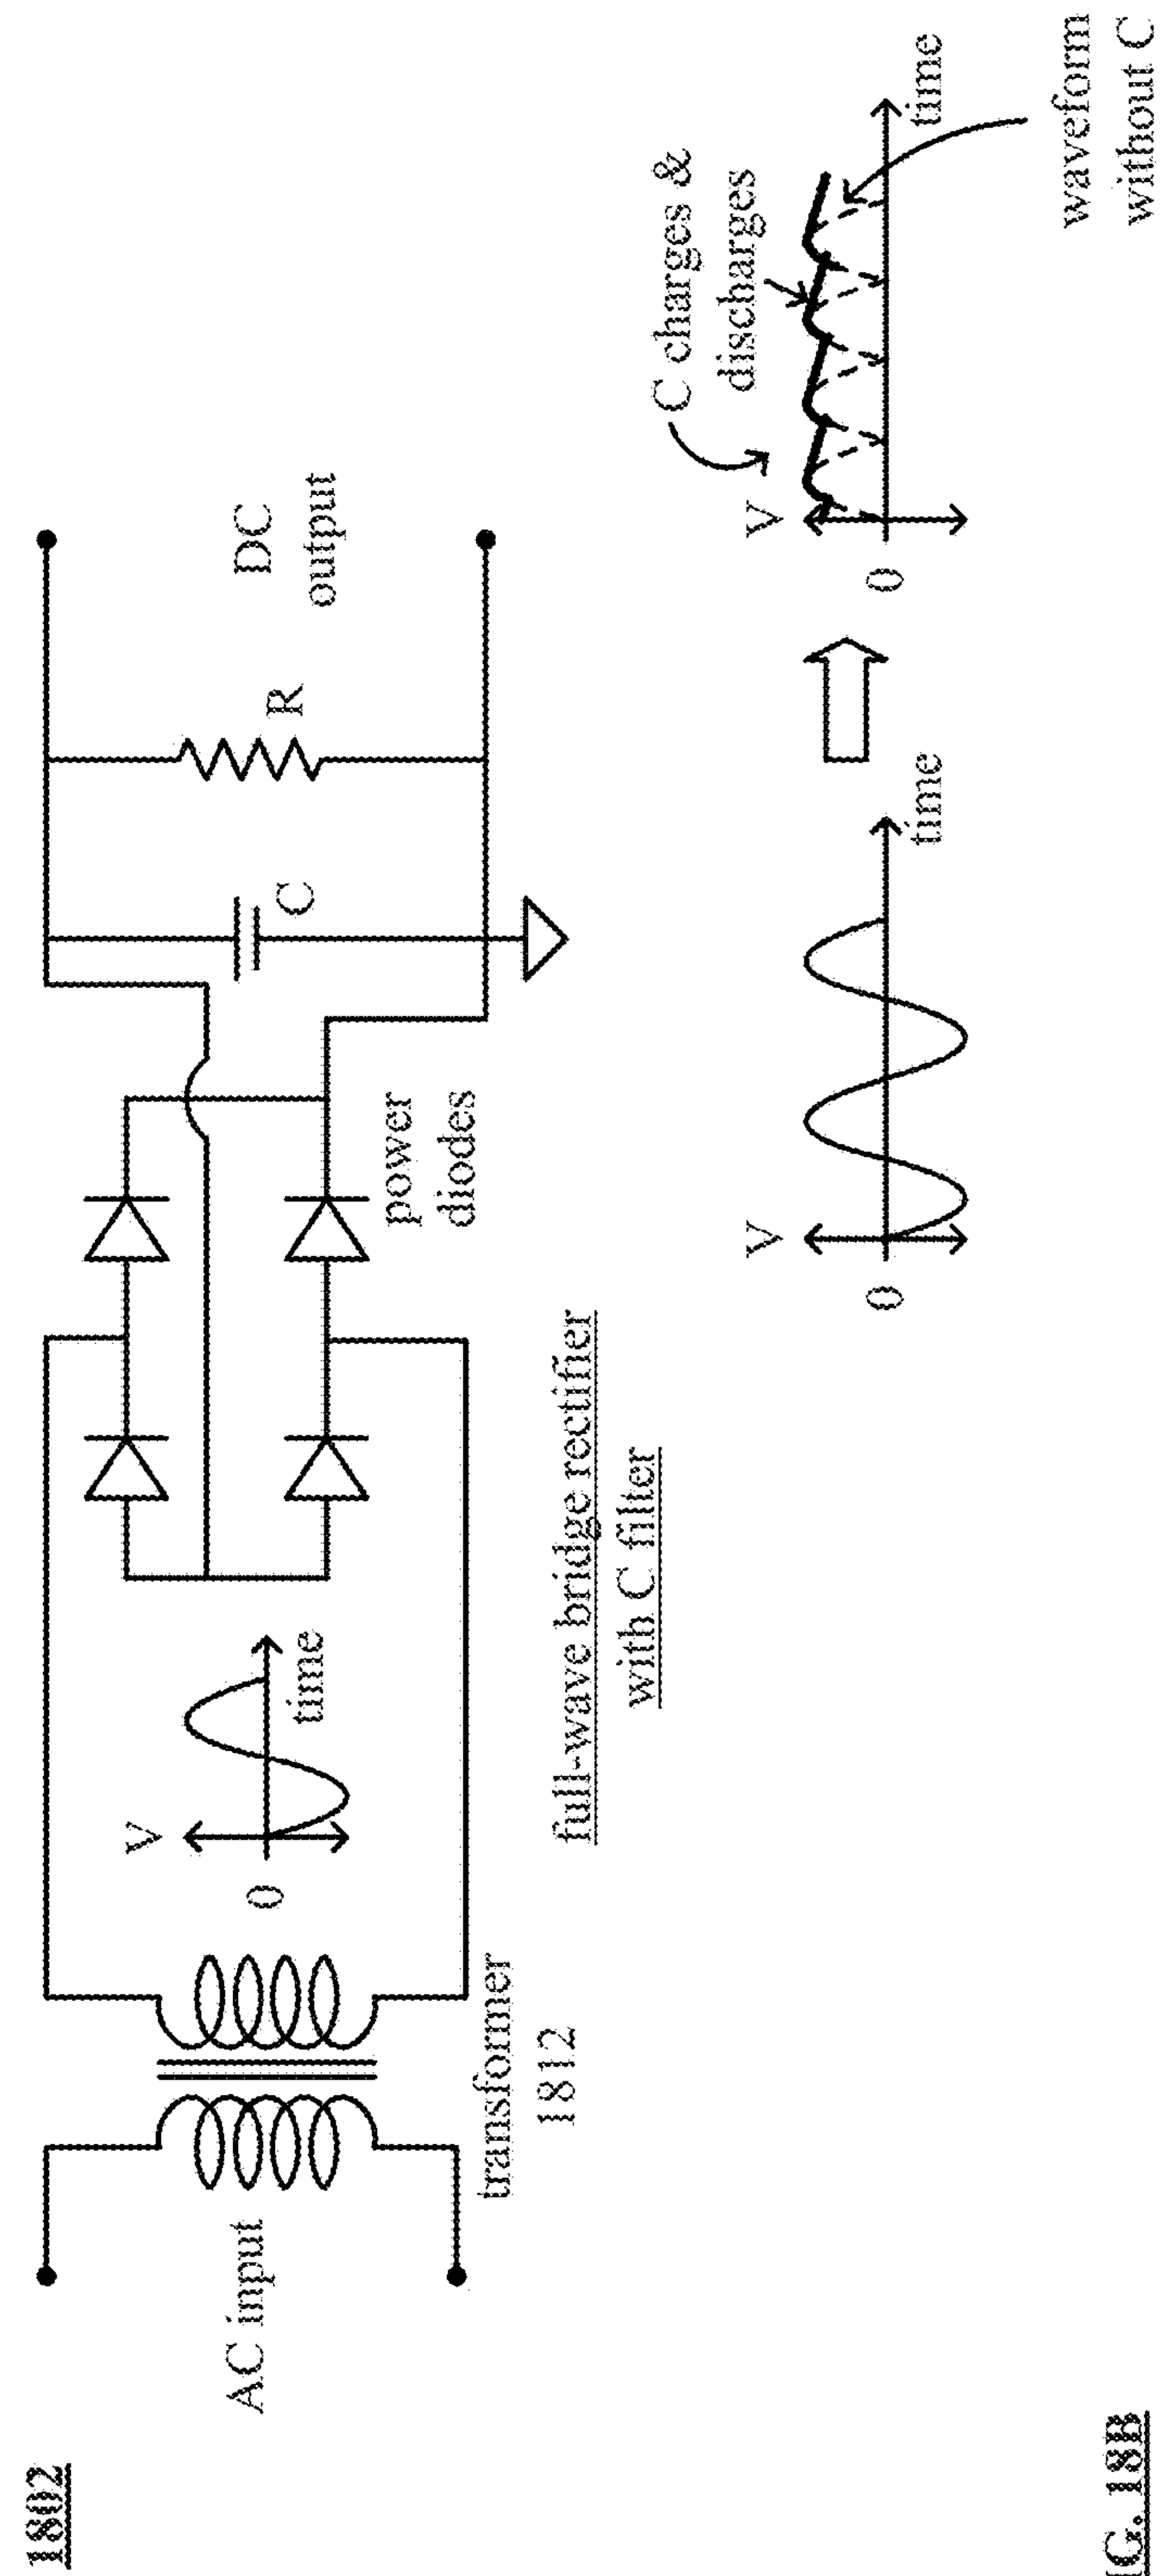 1802
AC input
transformer
1812
V
0
time
full-wave bridge rectifier
with C filter
power
diodes
C
R
DC
output
V
0
time
V
0
time
C charges &
discharges
waveform
without C
G. 18B